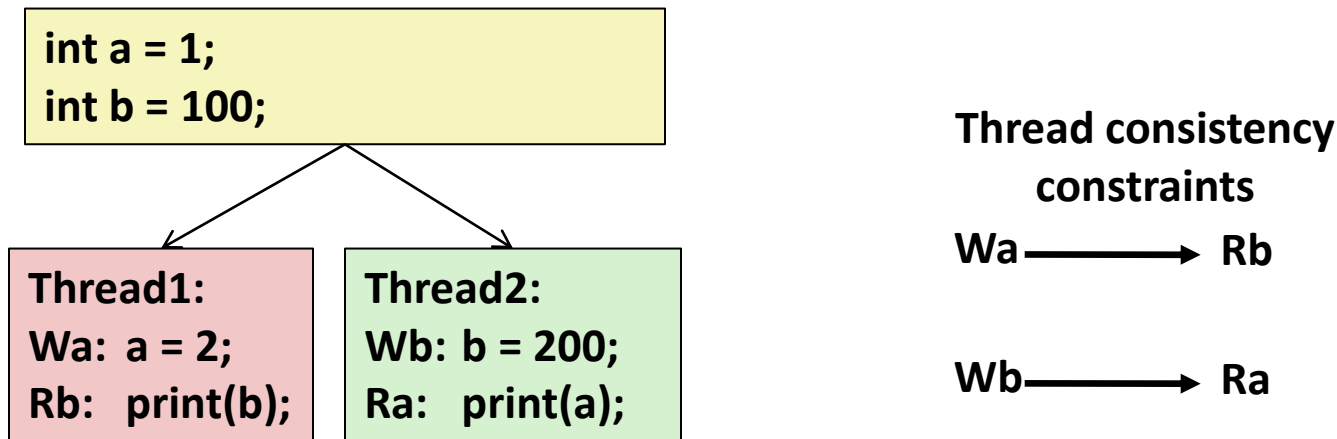 int a = 1;
int b = 100;
Thread1:
Wa: a = 2;
Rb: print(b);
Thread2:
Wb: b = 200;
Ra: print(a);
Thread consistency
constraints
Wa Rb
Wb Ra